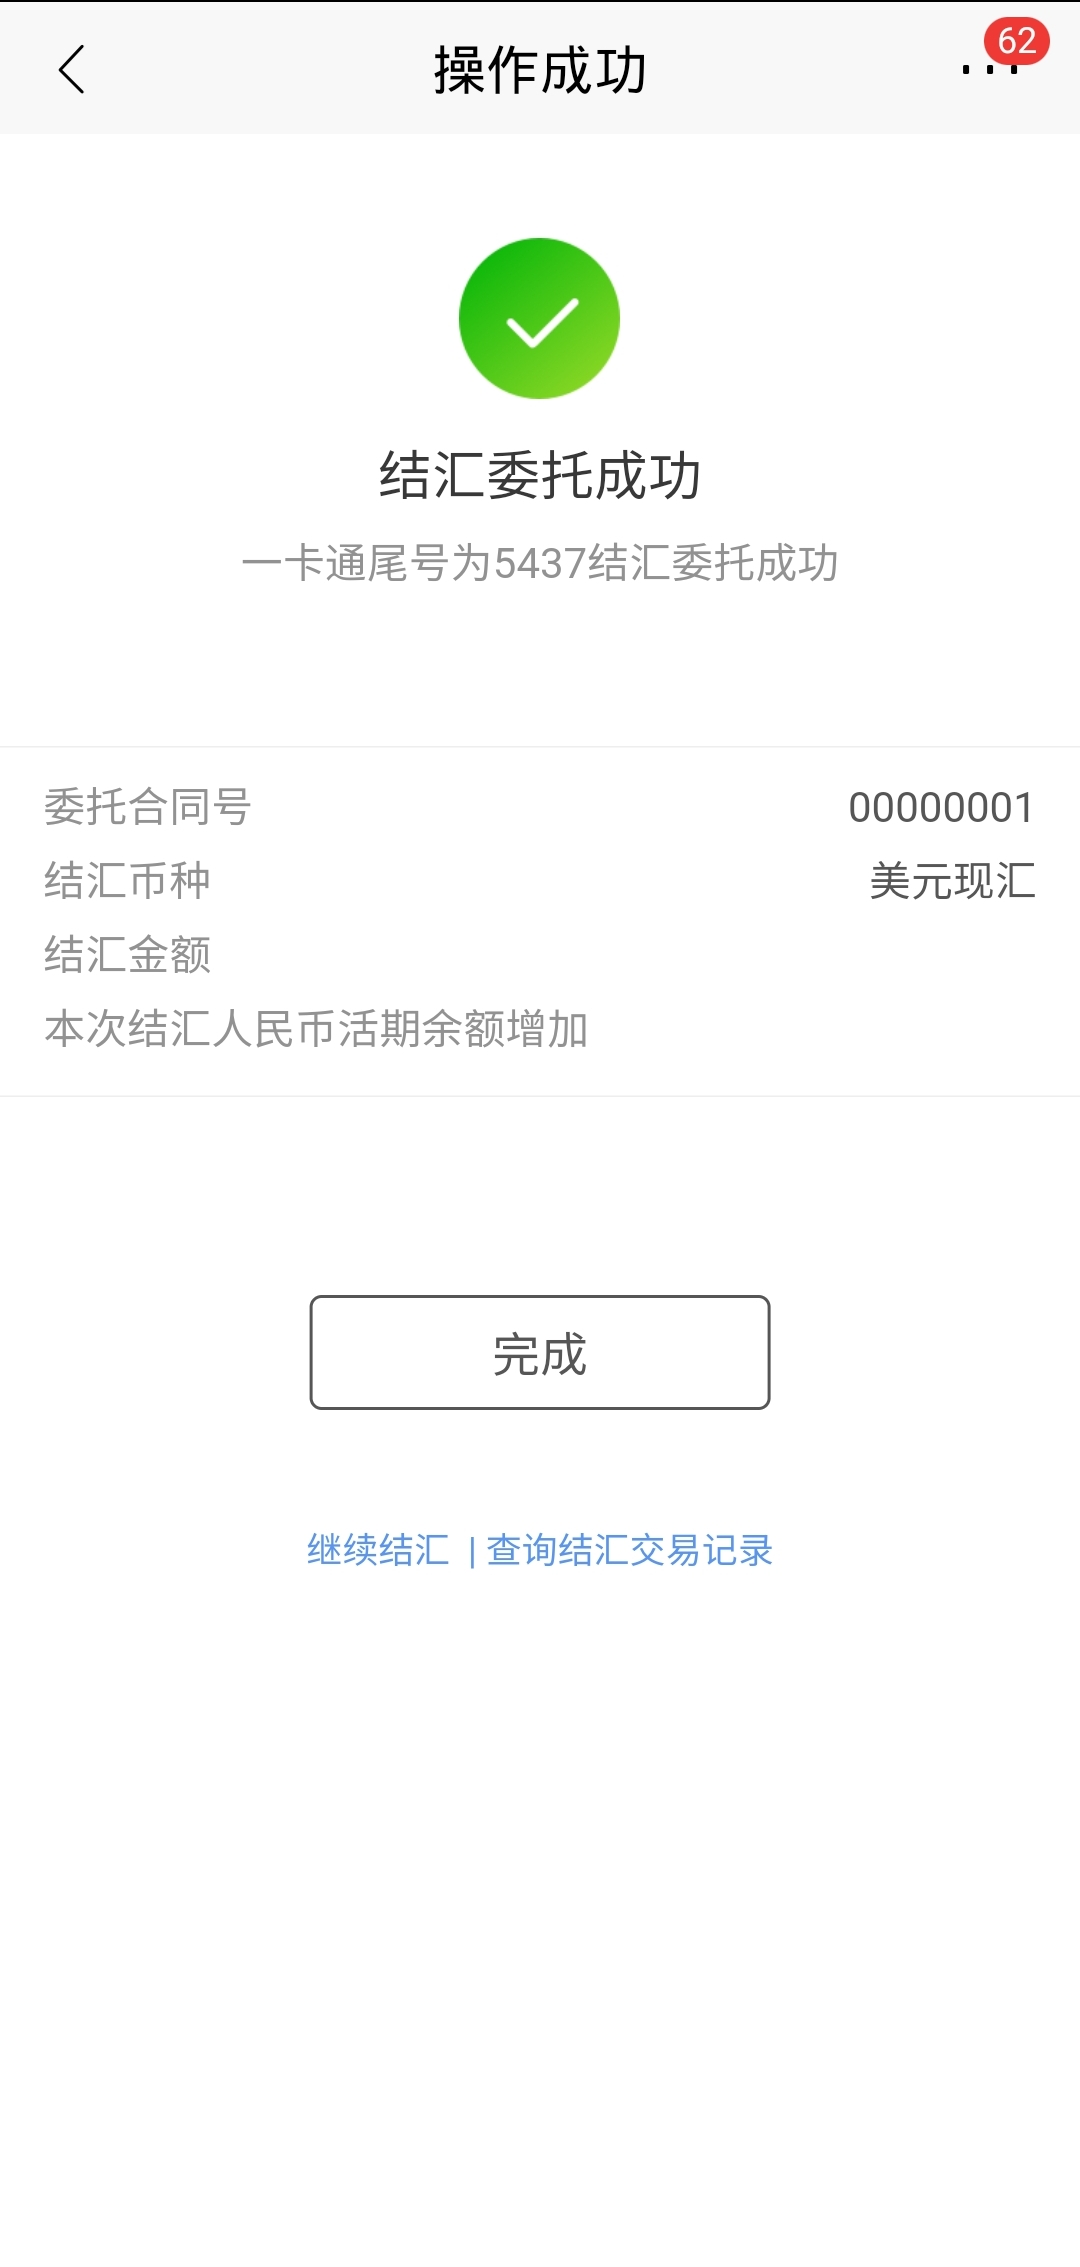 操作成功
62
结汇委托成功
一卡通尾号为5437结汇委托成功
委托合同号 00000001
结汇币种 美元现汇
结汇金额
本次结汇人民币活期余额增加
完成
继续结汇 | 查询结汇交易记录